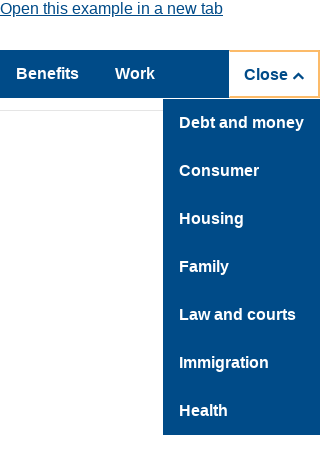 Open this example in a new tab
Benefits Work Close
Debt and money
Consumer
Housing
Family
Law and courts
Immigration
Health